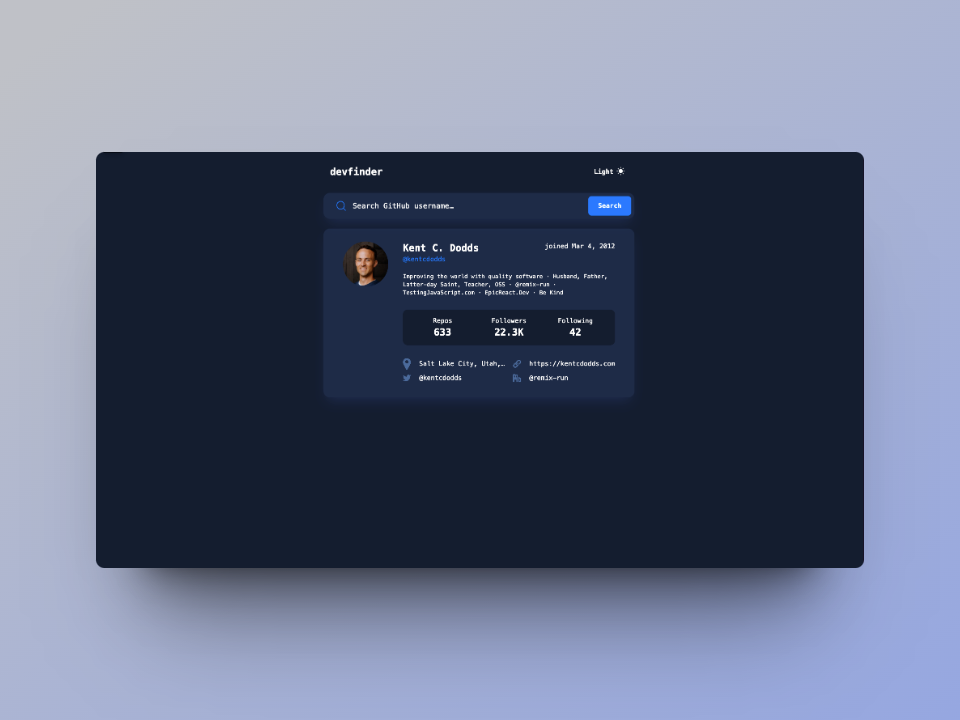 devfinder
Light
Search GitHub username…
Search
Kent C. Dodds
joined Mar 4, 2012
@kentcdodds
Improving the world with quality software · Husband, Father,
Latter-day Saint, Teacher, OSS · @remix-run ·
TestingJavaScript.com · EpicReact.Dev · Be Kind
Repos
Followers
Following
633
22.3K
42
Salt Lake City, Utah,…
https://kentcdodds.com
@kentcdodds
@remix-run